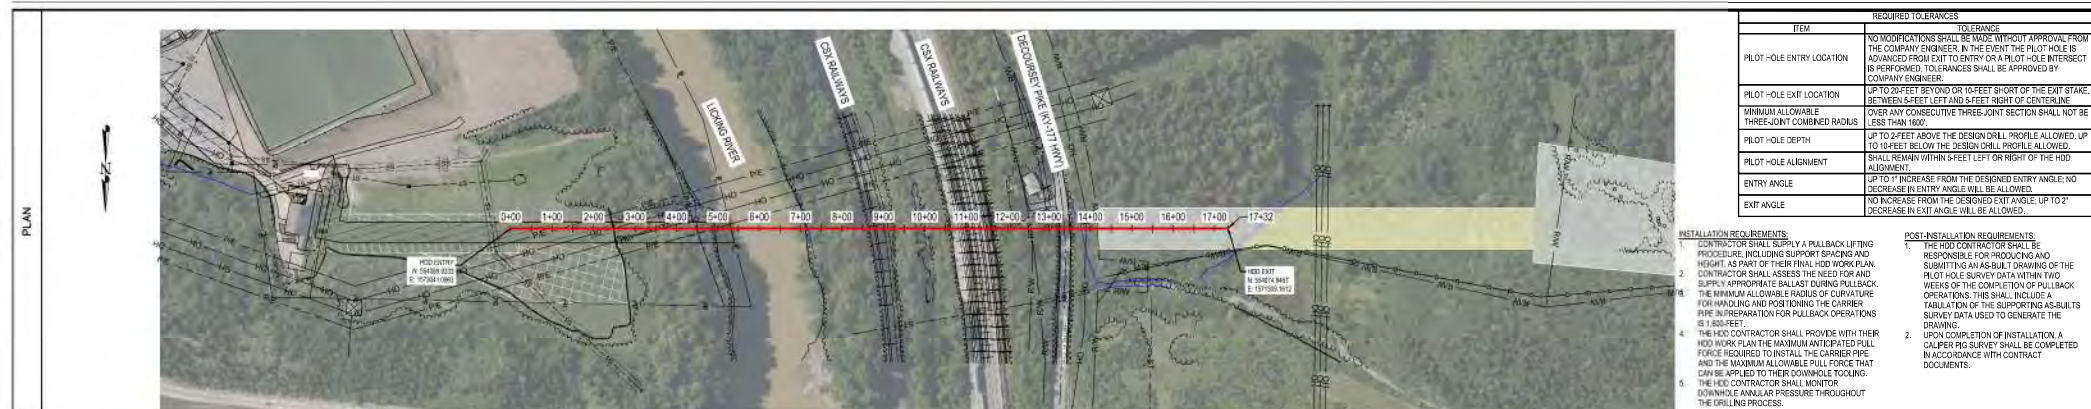 PLAN
N
CSX RAILWAYS
CSX RAILWAYS
DECOURSEY PIKE (KY-177 HWY)
LICKING RIVER
0+00 1+00 2+00 3+00 4+00 5+00 6+00 7+00 8+00 9+00 10+00 11+00 12+00 13+00 14+00 15+00 16+00 17+00 17+32
HDD ENTRY
HDD EXIT
REQUIRED TOLERANCES
ITEM TOLERANCE
PILOT HOLE ENTRY LOCATION
NO MODIFICATIONS SHALL BE MADE WITHOUT APPROVAL FROM
THE COMPANY ENGINEER. IN THE EVENT THE PILOT HOLE IS
ADVANCED FROM EXIT TO ENTRY OR A PILOT HOLE INTERSECT
IS PERFORMED, TOLERANCES SHALL BE APPROVED BY
COMPANY ENGINEER.
PILOT HOLE EXIT LOCATION
UP TO 20-FEET BEYOND OR 10-FEET SHORT OF THE EXIT STAKE.
BETWEEN 5-FEET LEFT AND 5-FEET RIGHT OF CENTERLINE
MINIMUM ALLOWABLE
THREE-JOINT COMBINED RADIUS
OVER ANY CONSECUTIVE THREE-JOINT SECTION SHALL NOT BE
LESS THAN 1600'.
PILOT HOLE DEPTH
UP TO 2-FEET ABOVE THE DESIGN DRILL PROFILE ALLOWED. UP
TO 10-FEET BELOW THE DESIGN DRILL PROFILE ALLOWED.
PILOT HOLE ALIGNMENT
SHALL REMAIN WITHIN 5-FEET LEFT OR RIGHT OF THE HDD
ALIGNMENT.
ENTRY ANGLE
UP TO 1° INCREASE FROM THE DESIGNED ENTRY ANGLE; NO
DECREASE IN ENTRY ANGLE WILL BE ALLOWED.
EXIT ANGLE
NO INCREASE FROM THE DESIGNED EXIT ANGLE; UP TO 2°
DECREASE IN EXIT ANGLE WILL BE ALLOWED.
INSTALLATION REQUIREMENTS:
1. CONTRACTOR SHALL SUPPLY A PULLBACK LIFTING
PROCEDURE, INCLUDING SUPPORT SPACING AND
HEIGHT, AS PART OF THEIR FINAL HDD WORK PLAN.
2. CONTRACTOR SHALL ASSESS THE NEED FOR AND
SUPPLY APPROPRIATE BALLAST DURING PULLBACK.
THE MINIMUM ALLOWABLE RADIUS OF CURVATURE
FOR HANDLING AND POSITIONING THE CARRIER
PIPE IN PREPARATION FOR PULLBACK OPERATIONS
IS 1,600-FEET.
4. THE HDD CONTRACTOR SHALL PROVIDE WITH THEIR
HDD WORK PLAN THE MAXIMUM ANTICIPATED PULL
FORCE REQUIRED TO INSTALL THE CARRIER PIPE
AND THE MAXIMUM ALLOWABLE PULL FORCE THAT
CAN BE APPLIED TO THEIR DOWNHOLE TOOLING.
5. THE HDD CONTRACTOR SHALL MONITOR
DOWNHOLE ANNULAR PRESSURE THROUGHOUT
THE DRILLING PROCESS.
POST-INSTALLATION REQUIREMENTS:
1. THE HDD CONTRACTOR SHALL BE
RESPONSIBLE FOR PRODUCING AND
SUBMITTING AN AS-BUILT DRAWING OF THE
PILOT HOLE SURVEY DATA WITHIN TWO
WEEKS OF THE COMPLETION OF PULLBACK
OPERATIONS. THIS SHALL INCLUDE A
TABULATION OF THE SUPPORTING AS-BUILTS
SURVEY DATA USED TO GENERATE THE
DRAWING.
2. UPON COMPLETION OF INSTALLATION, A
CALIPER PIG SURVEY SHALL BE COMPLETED
IN ACCORDANCE WITH CONTRACT
DOCUMENTS.